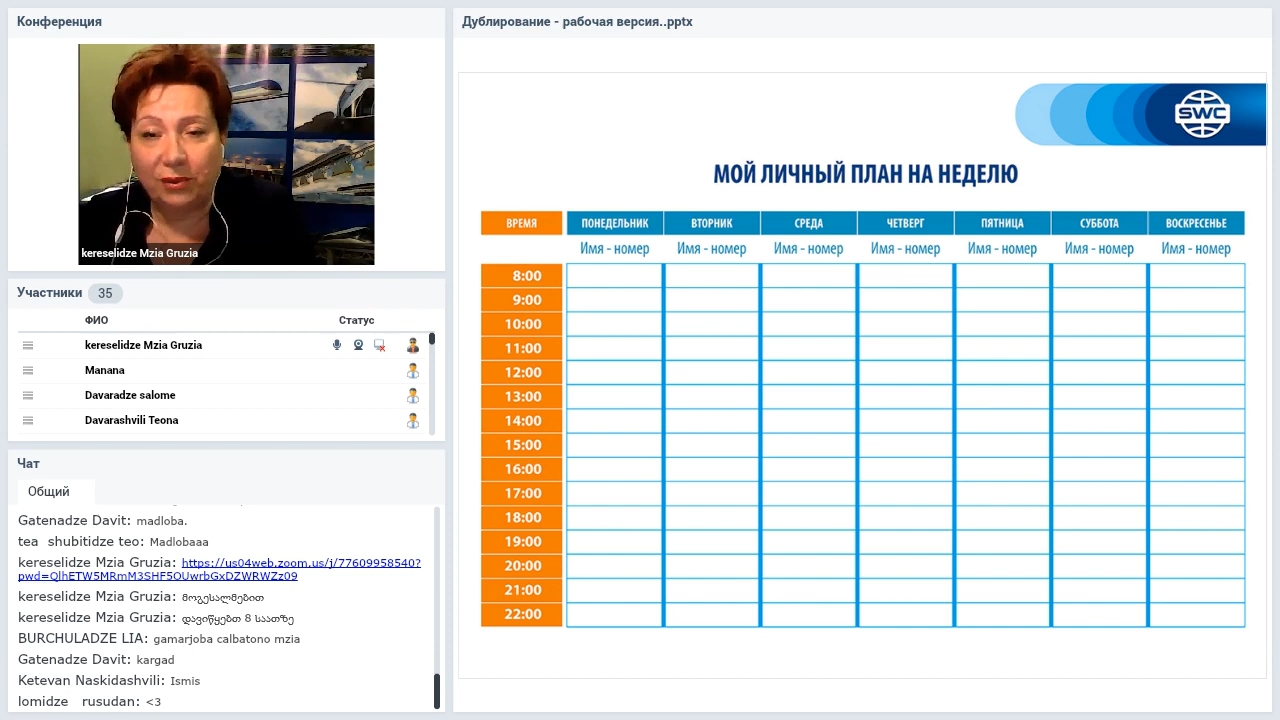 Конференция
kereselidze Mzia Gruzia
Участники 35
ФИО Статус
kereselidze Mzia Gruzia
Manana
Davaradze salome
Davarashvili Teona
Чат
Общий
Gatenadze Davit: madloba.
tea shubitidze teo: Madlobaaa
kereselidze Mzia Gruzia: https://us04web.zoom.us/j/77609958540?
pwd=QlhETW5MRmM3SHF5OUwrbGxDZWRWZz09
kereselidze Mzia Gruzia: მოგესალმებით
kereselidze Mzia Gruzia: დავიწყებთ 8 საათზე
BURCHULADZE LIA: gamarjoba calbatono mzia
Gatenadze Davit: kargad
Ketevan Naskidashvili: Ismis
lomidze rusudan: <3
Дублирование - рабочая версия..pptx
SWC
МОЙ ЛИЧНЫЙ ПЛАН НА НЕДЕЛЮ
ВРЕМЯ ПОНЕДЕЛЬНИК ВТОРНИК СРЕДА ЧЕТВЕРГ ПЯТНИЦА СУББОТА ВОСКРЕСЕНЬЕ
Имя - номер Имя - номер Имя - номер Имя - номер Имя - номер Имя - номер Имя - номер
8:00
9:00
10:00
11:00
12:00
13:00
14:00
15:00
16:00
17:00
18:00
19:00
20:00
21:00
22:00